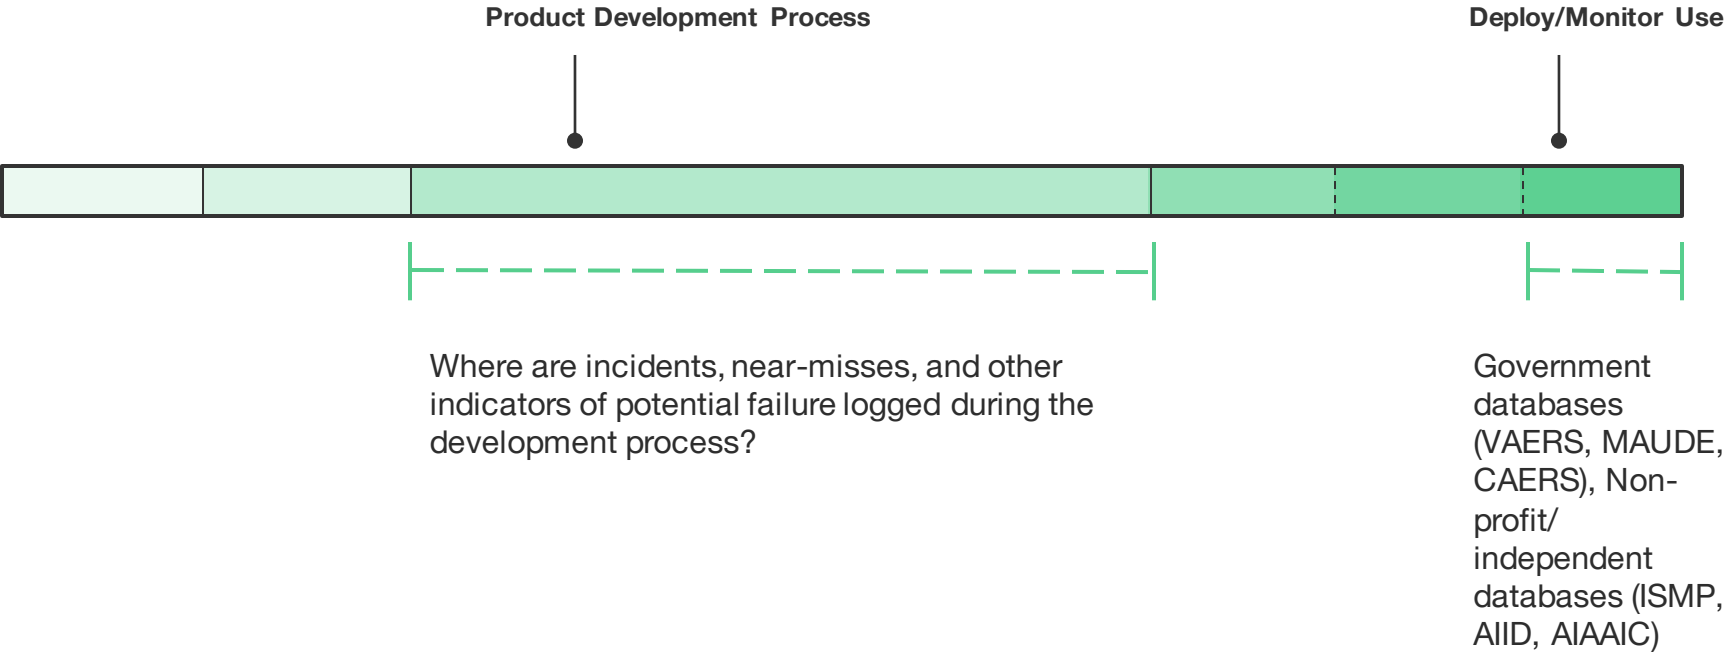 Product Development Process
Deploy/Monitor Use
Where are incidents, near-misses, and other
indicators of potential failure logged during the
development process?
Government
databases
(VAERS, MAUDE,
CAERS), Non-
profit/
independent
databases (ISMP,
AIID, AIAAIC)